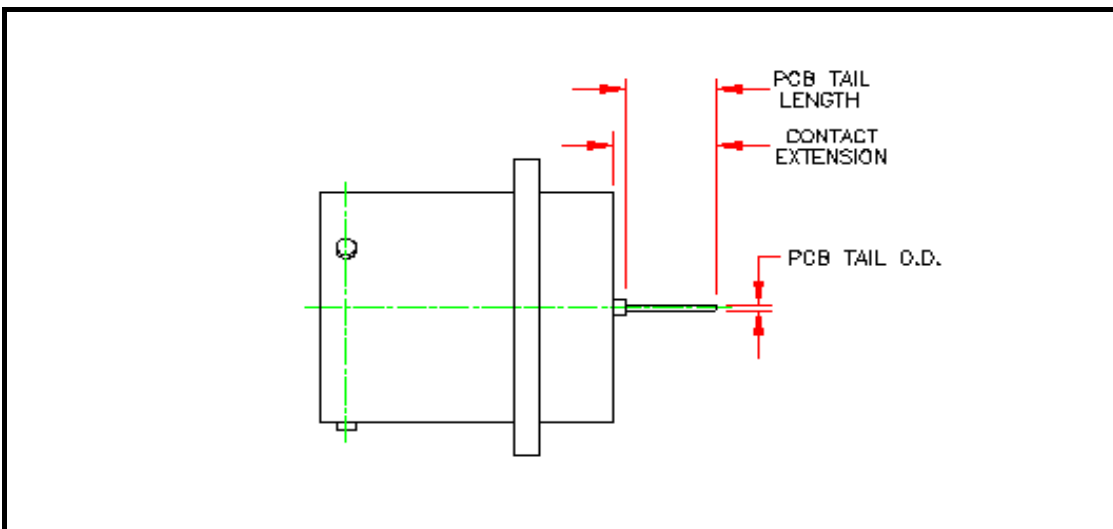 PCB TAIL
LENGTH
CONTACT
EXTENSION
PCB TAIL O.D.